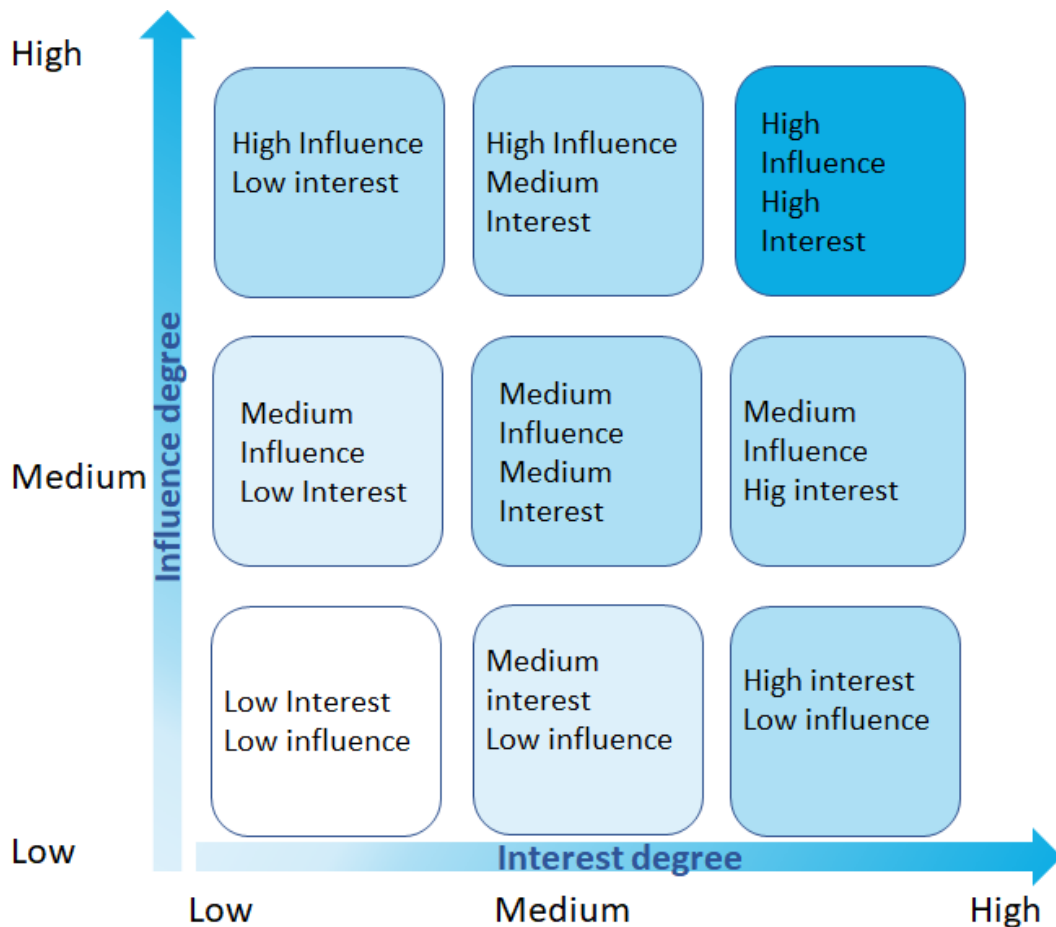 High
High Influence
Low interest
High Influence
Medium
Interest
High
Influence
High
Interest
Influence degree
Medium
Medium
Influence
Low Interest
Medium
Influence
Medium
Interest
Medium
Influence
Hig interest
Low Interest
Low influence
Medium
interest
Low influence
High interest
Low influence
Low
Interest degree
Low
Medium
High